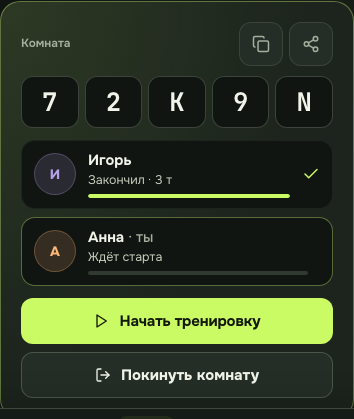 Комната
7 2 K 9 N
И
Игорь
Закончил · 3 т
А
Анна · ты
Ждёт старта
Начать тренировку
Покинуть комнату